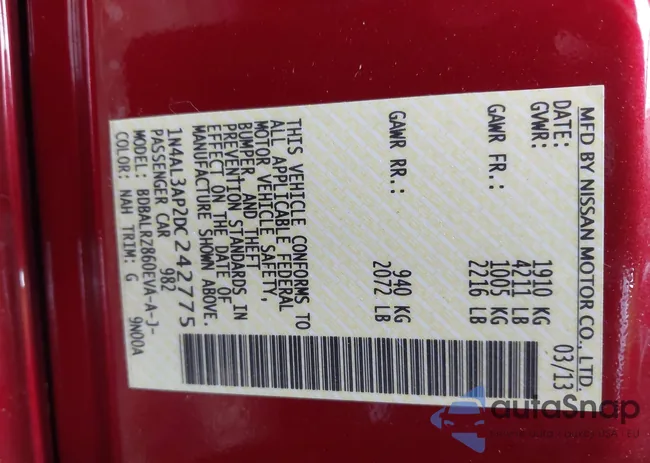 MFD BY NISSAN MOTOR CO., LTD.
DATE: 03/13
GVWR: 1910 KG
4211 LB
GAWR FR.: 1005 KG
2216 LB
GAWR RR.: 940 KG
2072 LB
THIS VEHICLE CONFORMS TO
ALL APPLICABLE FEDERAL
MOTOR VEHICLE SAFETY,
BUMPER, AND THEFT
PREVENTION STANDARDS IN
EFFECT ON THE DATE OF
MANUFACTURE SHOWN ABOVE.
1N4AL3AP2DC242775
PASSENGER CAR 982
MODEL: BDBALRZ860EVA-A-J-
COLOR: NAH TRIM: G 9N00A
autoSnap